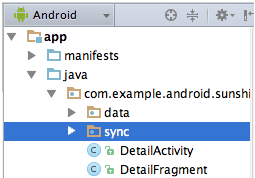 Android
app
manifests
java
com.example.android.sunshi
data
sync
DetailActivity
DetailFragment